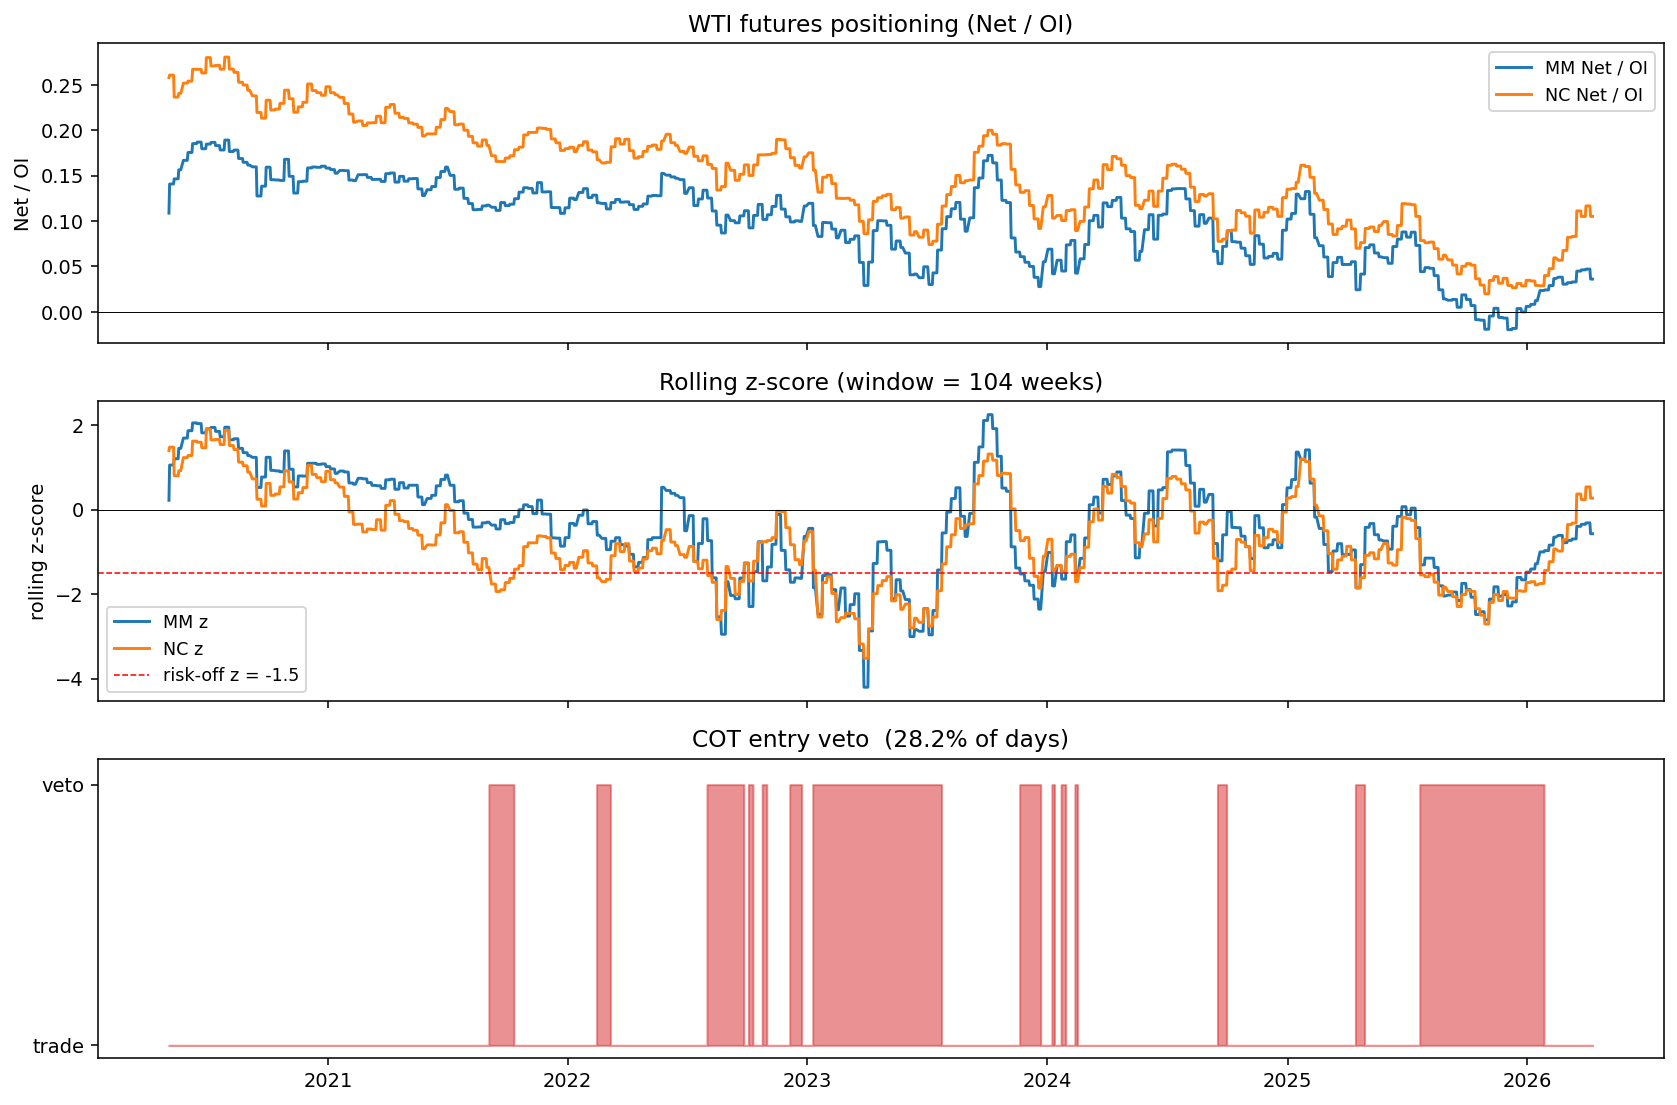 WTI futures positioning (Net / OI)
MM Net / OI
NC Net / OI
Net / OI
0.25
0.20
0.15
0.10
0.05
0.00
Rolling z-score (window = 104 weeks)
rolling z-score
2
0
−2
−4
MM z
NC z
risk-off z = -1.5
COT entry veto  (28.2% of days)
veto
trade
2021 2022 2023 2024 2025 2026